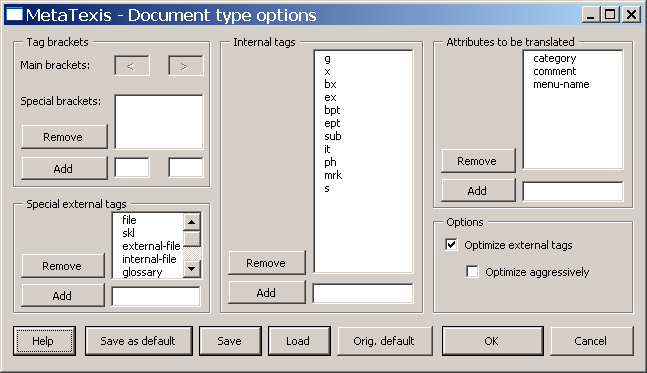 MetaTexis - Document type options
Tag brackets
Main brackets:
<
>
Special brackets:
Remove
Add
Special external tags
file
skl
external-file
internal-file
glossary
Remove
Add
Internal tags
g
x
bx
ex
bpt
ept
sub
it
ph
mrk
s
Remove
Add
Attributes to be translated
category
comment
menu-name
Remove
Add
Options
Optimize external tags
Optimize aggressively
Help
Save as default
Save
Load
Orig. default
OK
Cancel